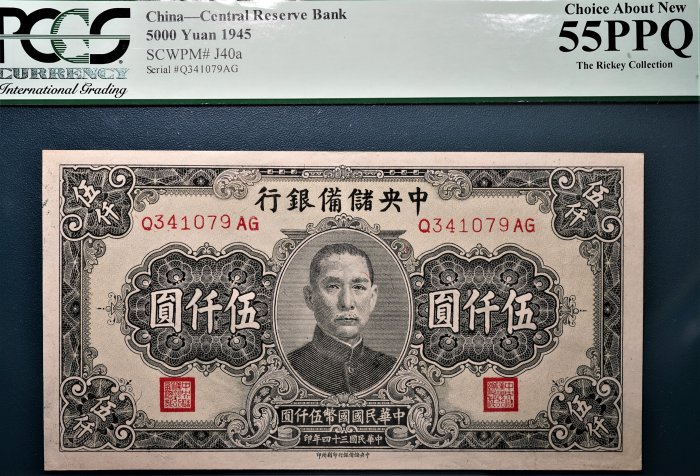 PCGS
CURRENCY
International Grading
China—Central Reserve Bank
5000 Yuan 1945
SCWPM# J40a
Serial #Q341079AG
Choice About New
55PPQ
The Rickey Collection
伍仟
伍仟
中央儲備銀行
Q341079AG
Q341079AG
伍仟圓
伍仟圓
中華民國國幣伍仟圓
中華民國三十四年印
伍仟
伍仟